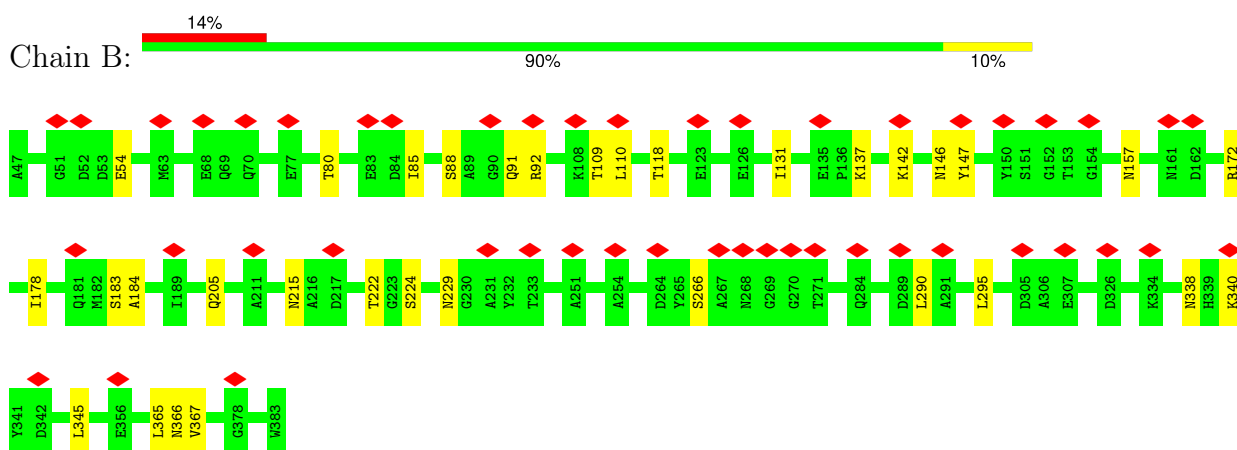 14%
Chain B:
90% 10%
A47 G51 D52 D53 E54 M63 E68 Q69 Q70 E77 T80 E83 D84 I85 S88 A89 G90 Q91 R92 K108 T109 L110 T118 E123 E126 I131 E135 P136 K137 K142 N146 Y147 Y150 S151 G152 T153 G154 N157 N161 D162 R172
I178 Q181 M182 S183 A184 I189 Q205 A211 N215 A216 D217 T222 G223 S224 N229 G230 A231 Y232 T233 A251 A254 D264 Y265 S266 A267 N268 G269 G270 T271 Q284 D289 L290 A291 L295 D305 A306 E307 D326 K334 N338 H339 K340
Y341 D342 L345 E356 L365 N366 V367 G378 W383